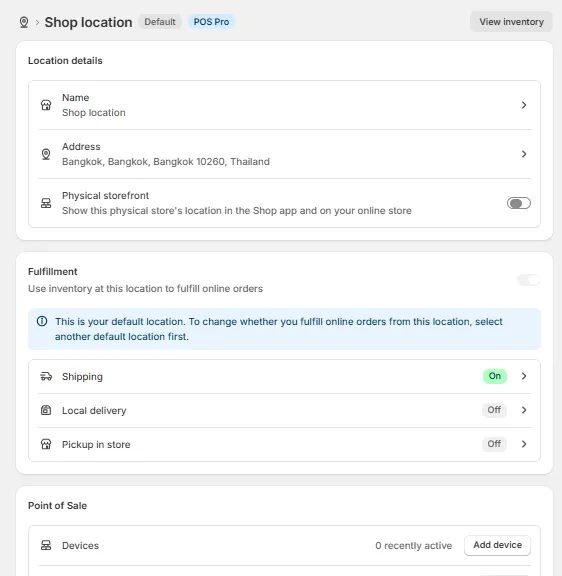 Shop location Default POS Pro View inventory
Location details
Name
Shop location
Address
Bangkok, Bangkok, Bangkok 10260, Thailand
Physical storefront
Show this physical store's location in the Shop app and on your online store
Fulfillment
Use inventory at this location to fulfill online orders
This is your default location. To change whether you fulfill online orders from this location, select
another default location first.
Shipping On
Local delivery Off
Pickup in store Off
Point of Sale
Devices 0 recently active Add device